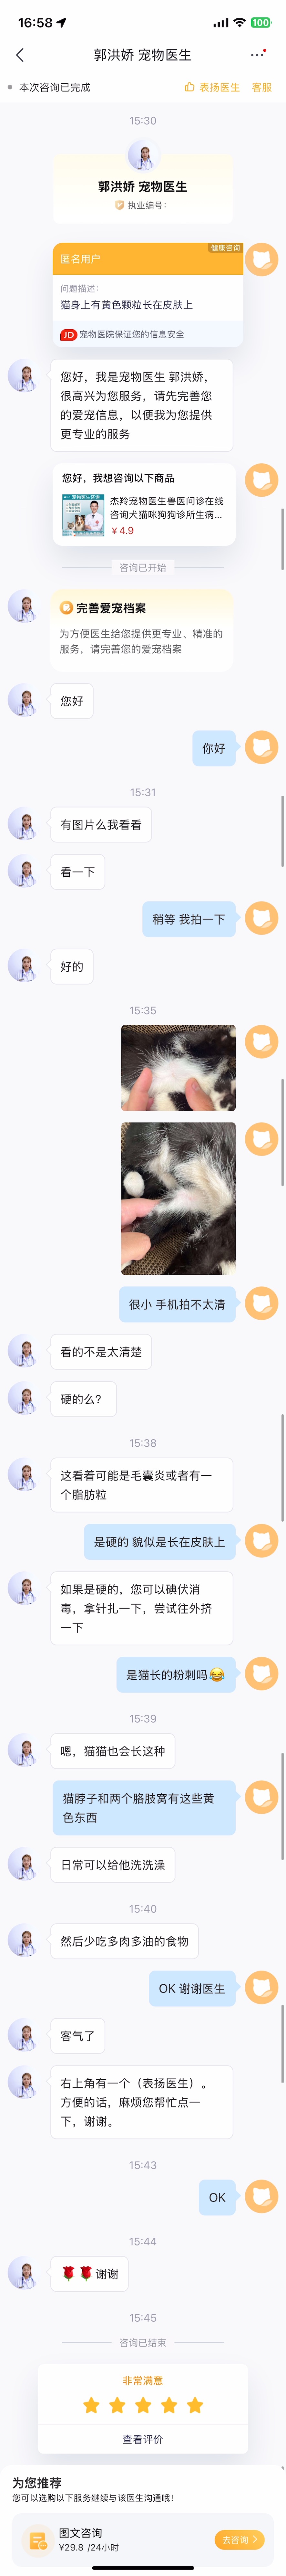 16:58
100
郭洪娇 宠物医生
本次咨询已完成
表扬医生
客服
15:30
郭洪娇 宠物医生
执业编号:
健康咨询
匿名用户
问题描述:
猫身上有黄色颗粒长在皮肤上
JD 宠物医院保证您的信息安全
您好，我是宠物医生 郭洪娇，
很高兴为您服务，请先完善您
的爱宠信息，以便我为您提供
更专业的服务
您好，我想咨询以下商品
杰玲宠物医生兽医问诊在线
咨询犬猫咪狗狗诊所生病...
￥4.9
咨询已开始
完善爱宠档案
为方便医生给您提供更专业、精准的
服务，请完善您的爱宠档案
您好
你好
15:31
有图片么我看看
看一下
稍等 我拍一下
好的
15:35
很小 手机拍不太清
看的不是太清楚
硬的么?
15:38
这看着可能是毛囊炎或者有一
个脂肪粒
是硬的 貌似是长在皮肤上
如果是硬的，您可以碘伏消
毒，拿针扎一下，尝试往外挤
一下
是猫长的粉刺吗😂
15:39
嗯，猫猫也会长这种
猫脖子和两个胳肢窝有这些黄
色东西
日常可以给他洗洗澡
15:40
然后少吃多肉多油的食物
OK 谢谢医生
客气了
右上角有一个（表扬医生）。
方便的话，麻烦您帮忙点一
下，谢谢。
15:43
OK
15:44
🌹🌹谢谢
15:45
咨询已结束
非常满意
查看评价
为您推荐
您可以选购以下服务继续与该医生沟通哦!
图文咨询
¥29.8 /24小时
去咨询